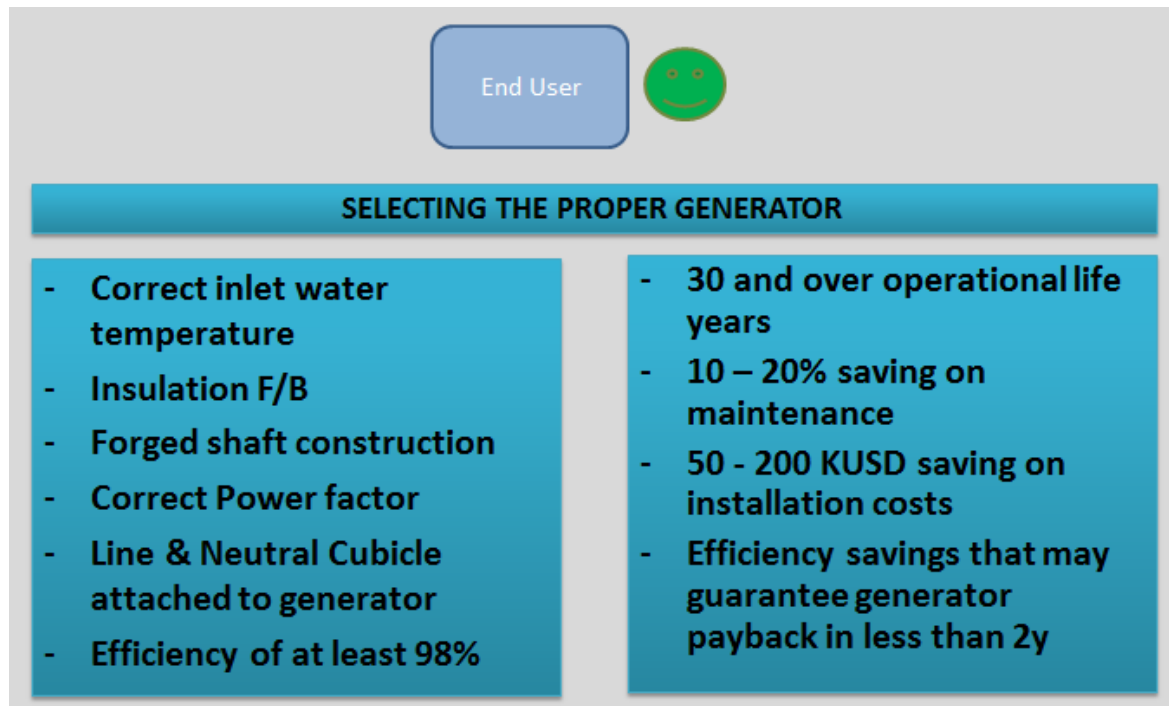 End User
SELECTING THE PROPER GENERATOR
- Correct inlet water
temperature
- Insulation F/B
- Forged shaft construction
- Correct Power factor
- Line & Neutral Cubicle
attached to generator
- Efficiency of at least 98%
- 30 and over operational life
years
- 10 – 20% saving on
maintenance
- 50 - 200 KUSD saving on
installation costs
- Efficiency savings that may
guarantee generator
payback in less than 2y